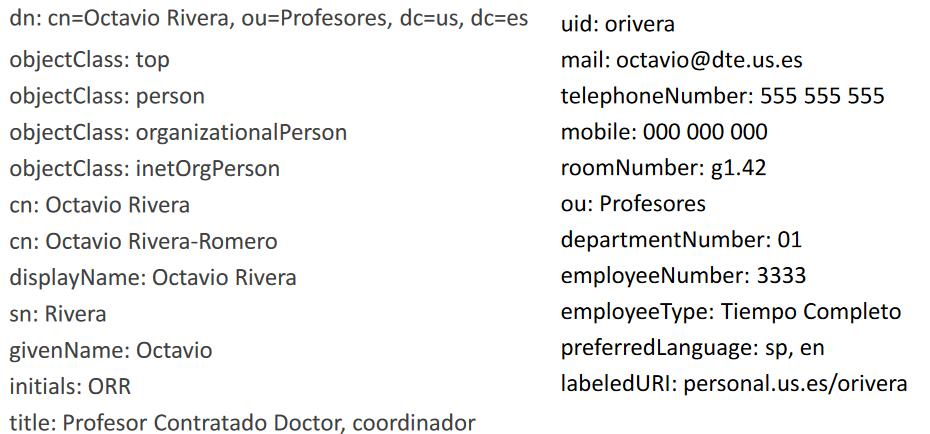 dn: cn=Octavio Rivera, ou=Profesores, dc=us, dc=es
objectClass: top
objectClass: person
objectClass: organizationalPerson
objectClass: inetOrgPerson
cn: Octavio Rivera
cn: Octavio Rivera-Romero
displayName: Octavio Rivera
sn: Rivera
givenName: Octavio
initials: ORR
title: Profesor Contratado Doctor, coordinador
uid: orivera
mail: octavio@dte.us.es
telephoneNumber: 555 555 555
mobile: 000 000 000
roomNumber: g1.42
ou: Profesores
departmentNumber: 01
employeeNumber: 3333
employeeType: Tiempo Completo
preferredLanguage: sp, en
labeledURI: personal.us.es/orivera